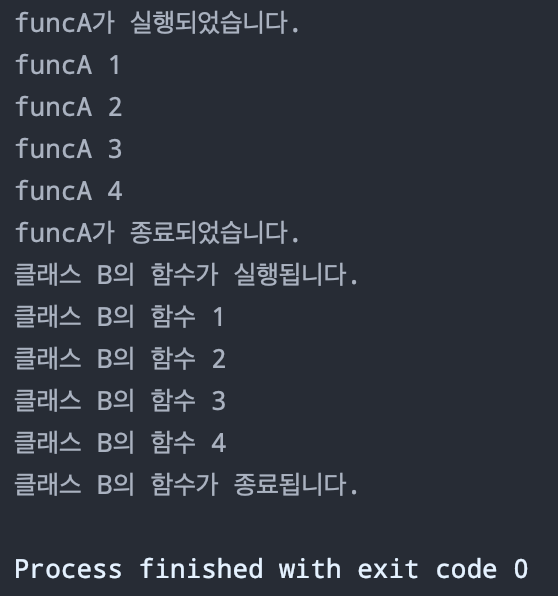 funcA가 실행되었습니다.
funcA 1
funcA 2
funcA 3
funcA 4
funcA가 종료되었습니다.
클래스 B의 함수가 실행됩니다.
클래스 B의 함수 1
클래스 B의 함수 2
클래스 B의 함수 3
클래스 B의 함수 4
클래스 B의 함수가 종료됩니다.
Process finished with exit code 0